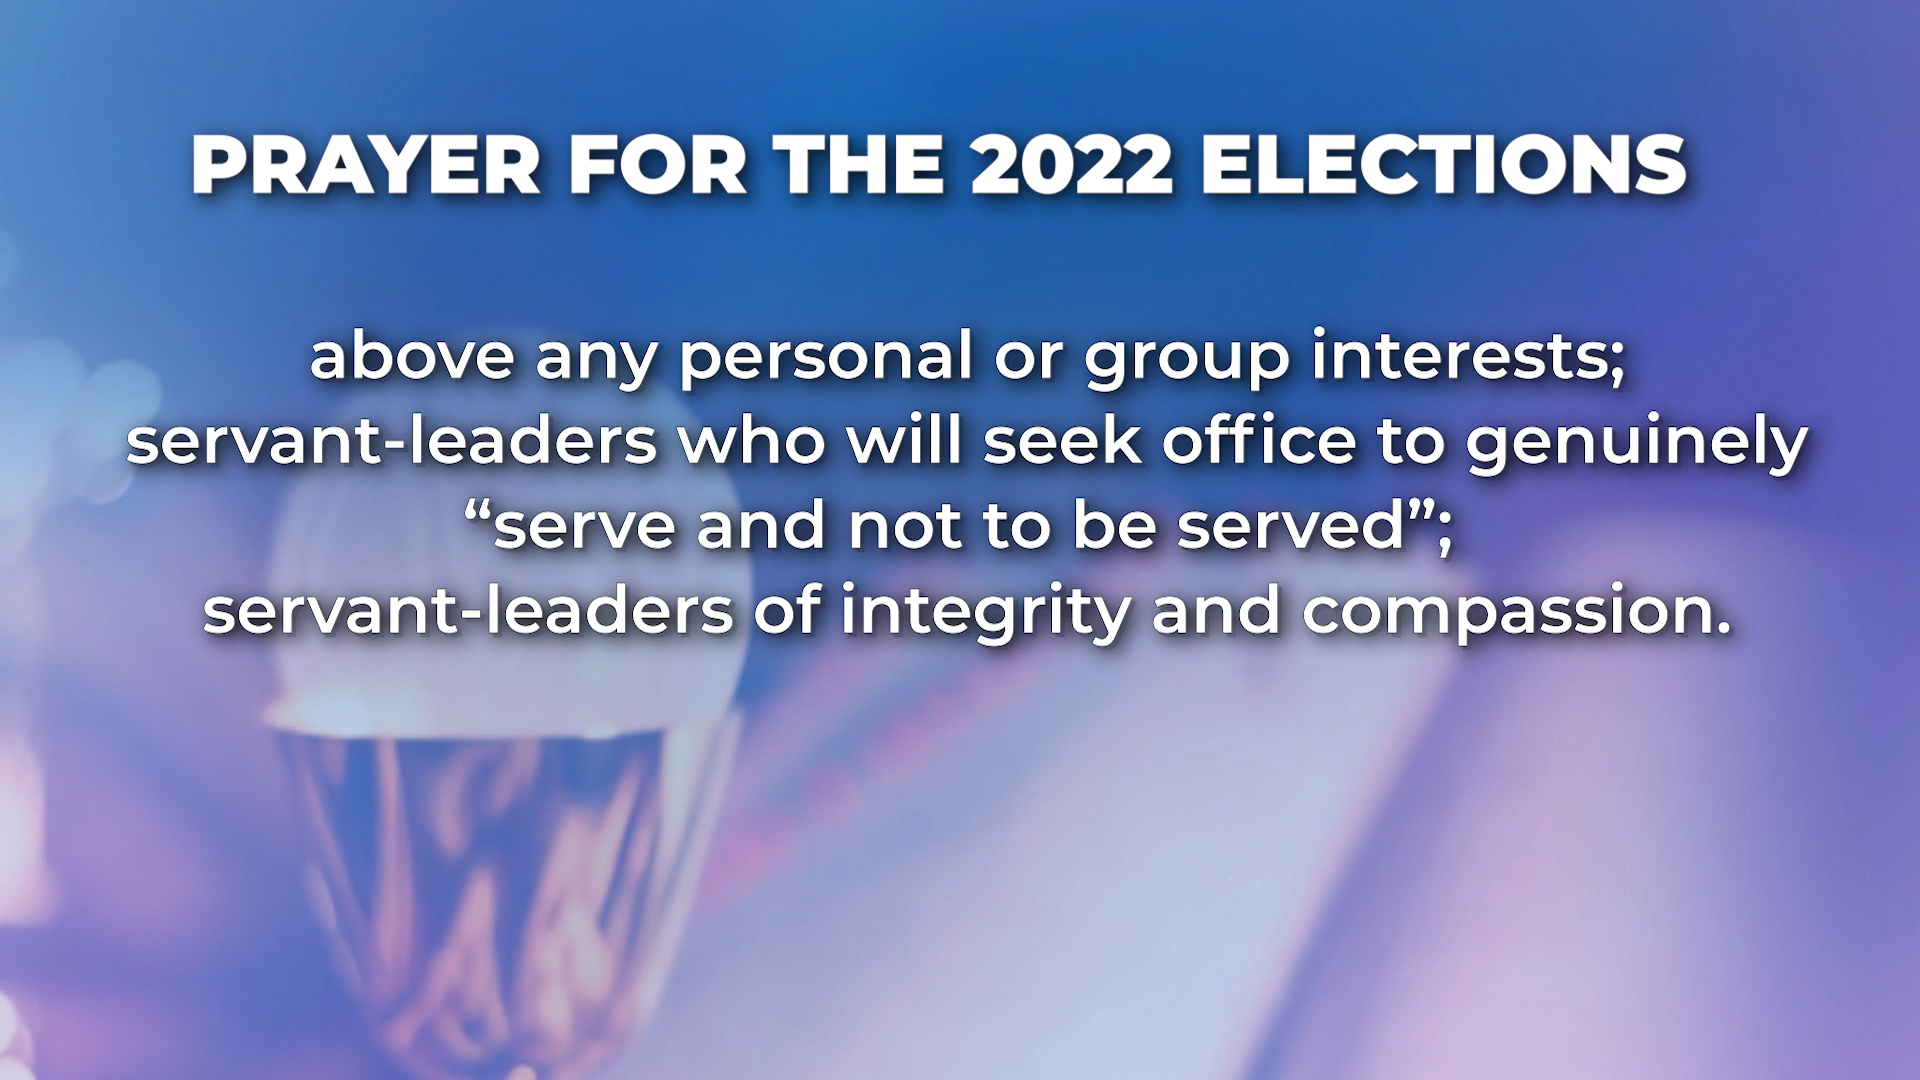 PRAYER FOR THE 2022 ELECTIONS
above any personal or group interests;
servant-leaders who will seek office to genuinely
“serve and not to be served”;
servant-leaders of integrity and compassion.